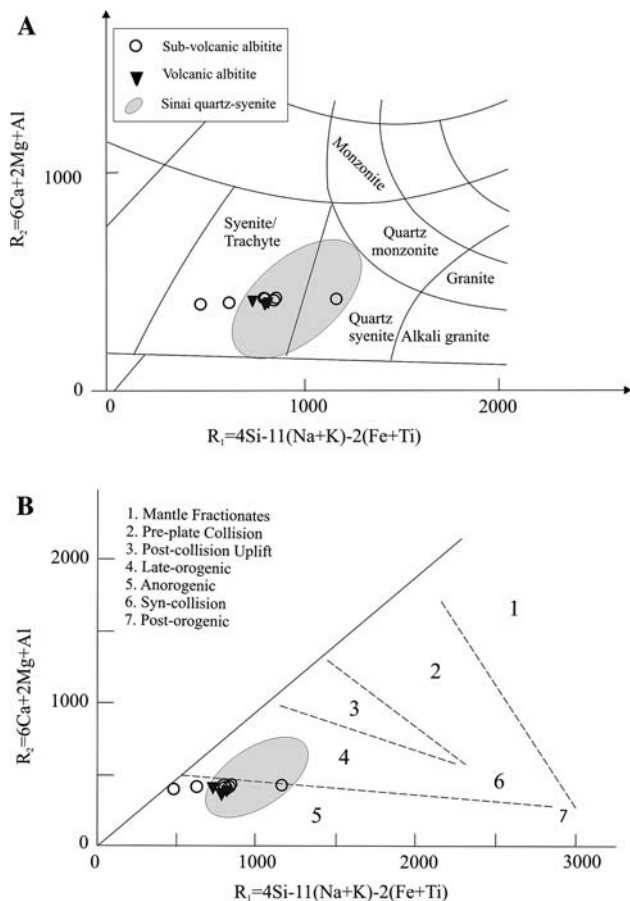 A
Sub-volcanic albitite
Volcanic albitite
Sinai quartz-syenite
R₂=6Ca+2Mg+Al
1000
0
Monzonite
Syenite/
Trachyte
Quartz
monzonite
Granite
Quartz
syenite
Alkali granite
0
1000
2000
R₁=4Si-11(Na+K)-2(Fe+Ti)
B
1. Mantle Fractionates
2. Pre-plate Collision
3. Post-collision Uplift
4. Late-orogenic
5. Anorogenic
6. Syn-collision
7. Post-orogenic
R₂=6Ca+2Mg+Al
2000
1000
0
1
2
3
4
6
5
7
0
1000
2000
3000
R₁=4Si-11(Na+K)-2(Fe+Ti)